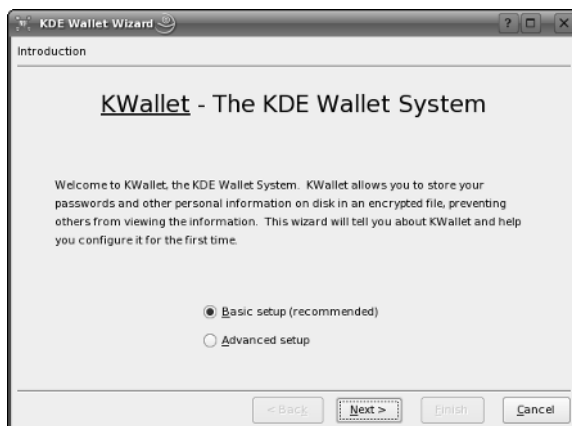 KDE Wallet Wizard
Introduction
KWallet - The KDE Wallet System
Welcome to KWallet, the KDE Wallet System. KWallet allows you to store your
passwords and other personal information on disk in an encrypted file, preventing
others from viewing the information. This wizard will tell you about KWallet and help
you configure it for the first time.
Basic setup (recommended)
Advanced setup
< Back Next > Finish Cancel